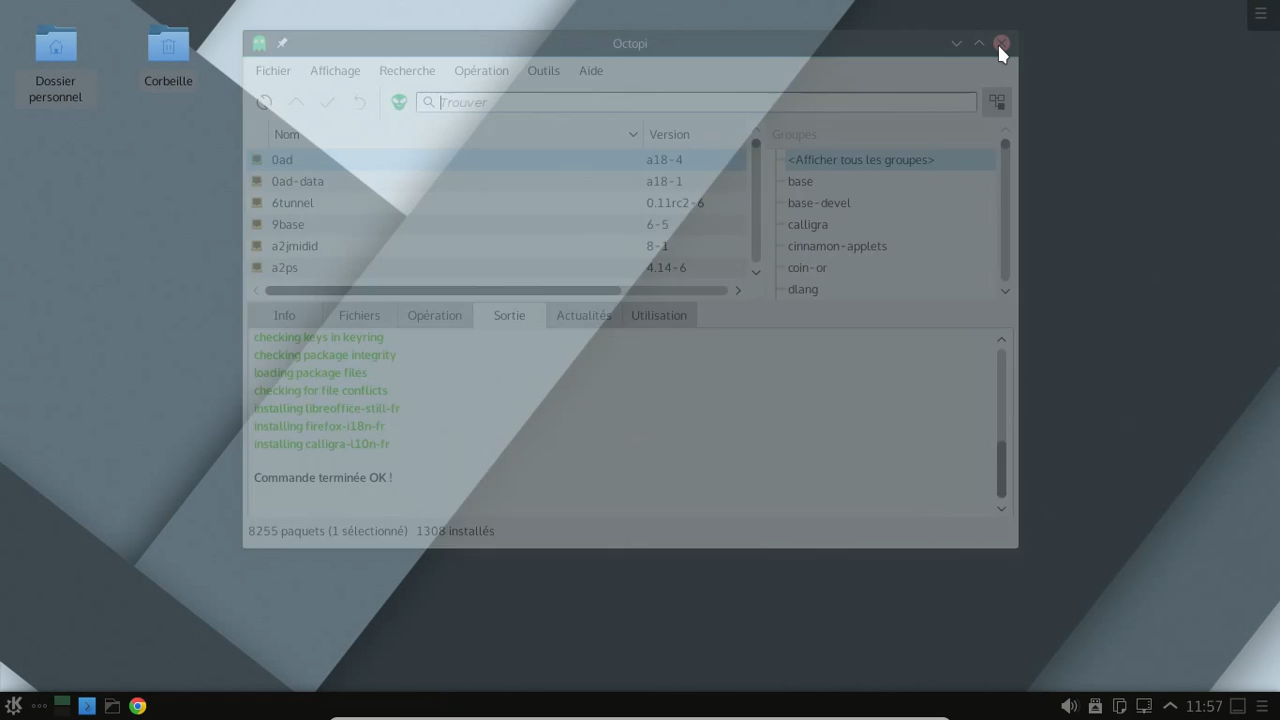 Dossier
personnel
Corbeille
Octopi
Fichier Affichage Recherche Opération Outils Aide
Trouver
Nom Version
0ad a18-4
0ad-data a18-1
6tunnel 0.11rc2-6
9base 6-5
a2jmidid 8-1
a2ps 4.14-6
Groupes
<Afficher tous les groupes>
base
base-devel
calligra
cinnamon-applets
coin-or
dlang
Info Fichiers Opération Sortie Actualités Utilisation
checking keys in keyring
checking package integrity
loading package files
checking for file conflicts
installing libreoffice-still-fr
installing firefox-i18n-fr
installing calligra-l10n-fr
Commande terminée OK !
8255 paquets (1 sélectionné) 1308 installés
11:57